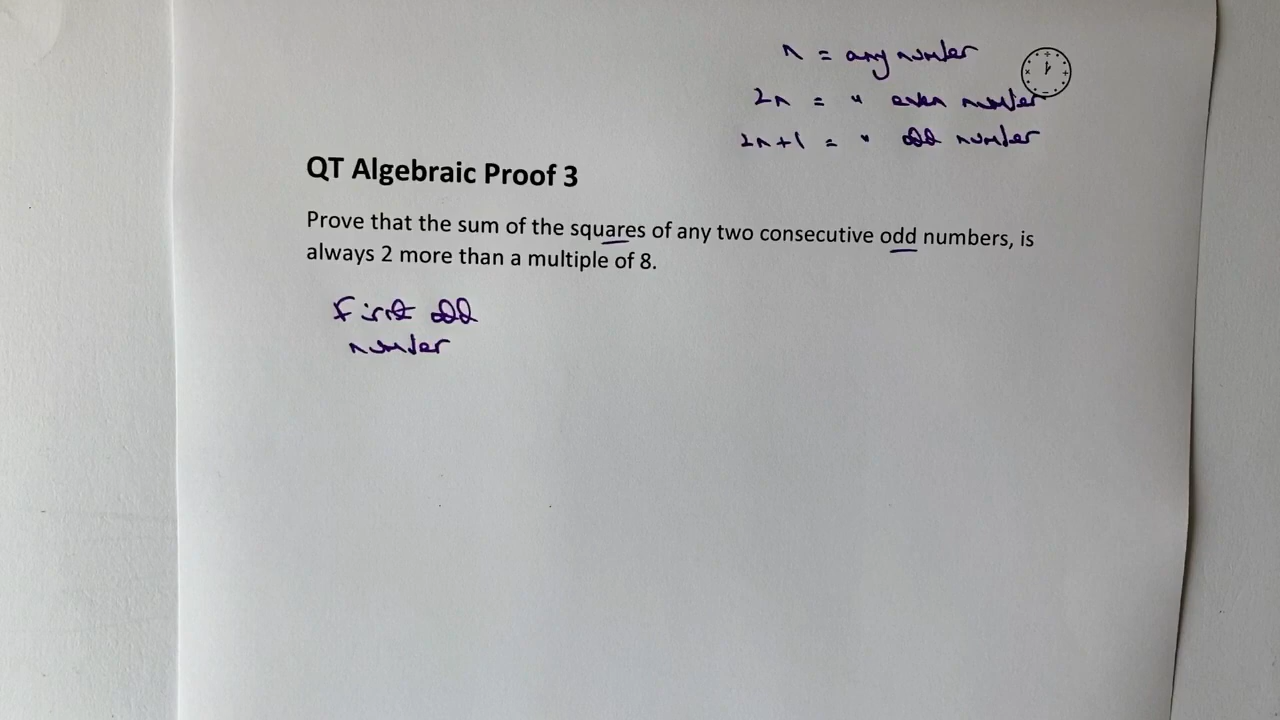 n = any number
2n = " even number
2n+1 = " odd number
QT Algebraic Proof 3
Prove that the sum of the squares of any two consecutive odd numbers, is
always 2 more than a multiple of 8.
First odd
number